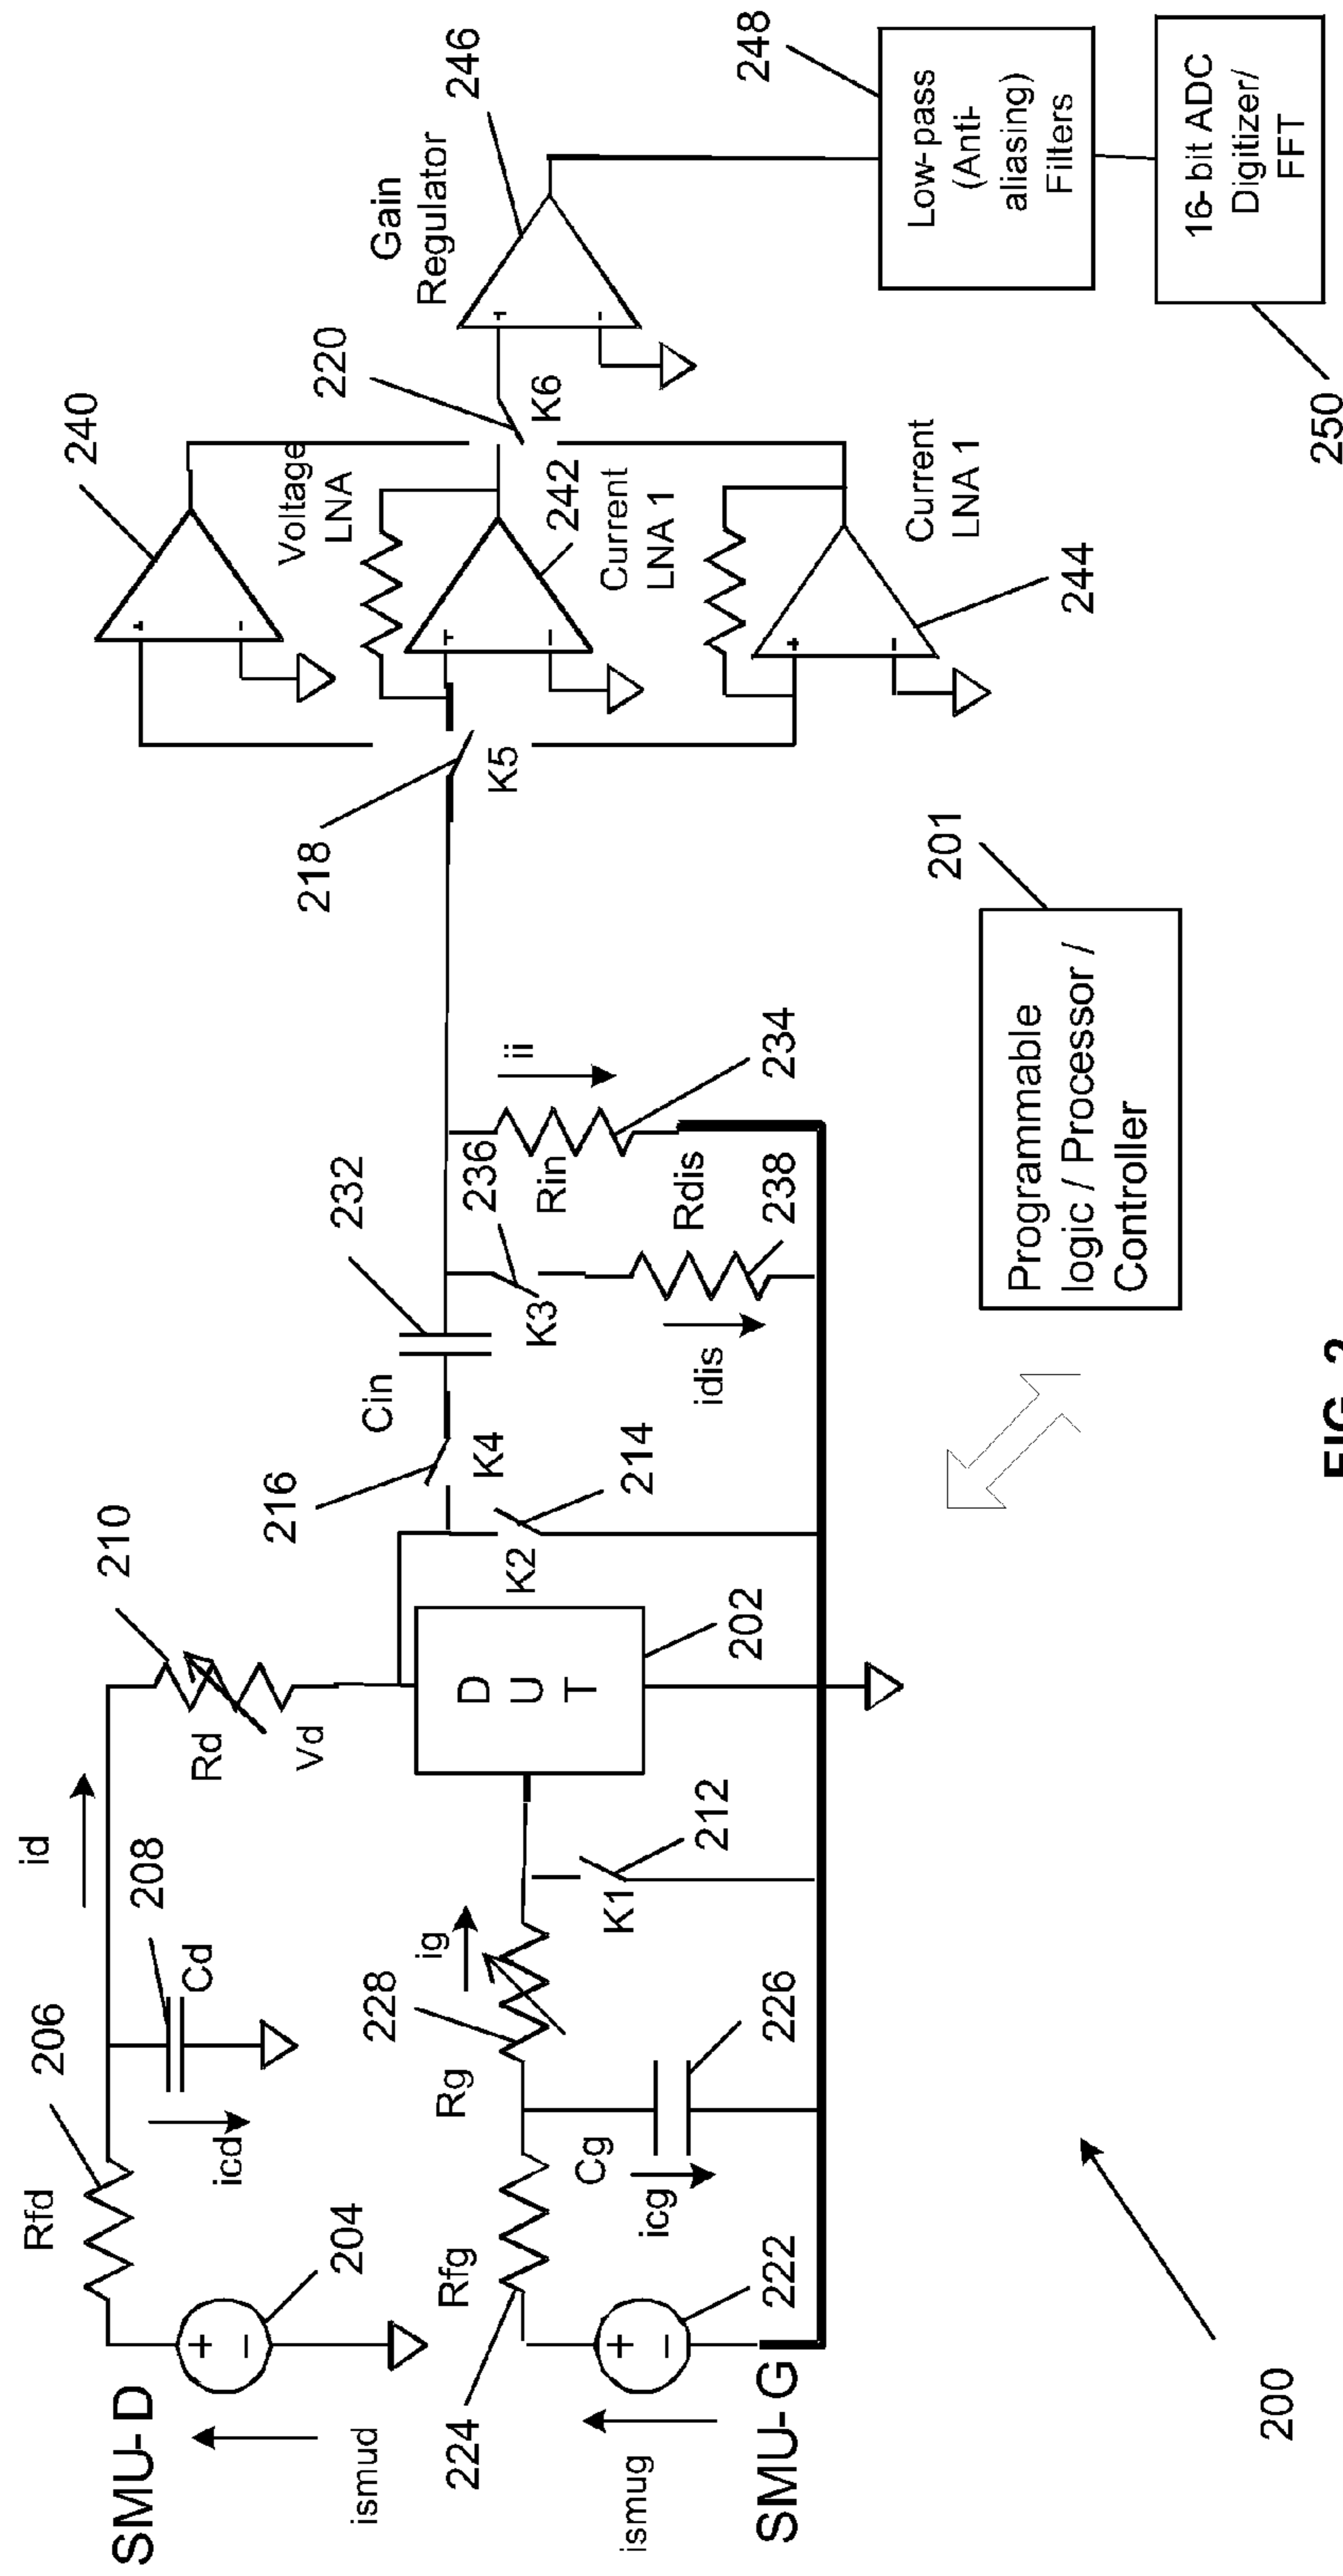 SMU-D
ismud
204
Rfd
206
icd
Cd
208
id
Rd
210
Vd
SMU-G
ismug
222
224
Rfg
Cg
icg
226
Rg
228
ig
K1
212
D
U
T
202
K2
214
216
K4
Cin
232
K3
236
idis
Rdis
238
Rin
ii
234
218
K5
240
Voltage
LNA
242
Current
LNA 1
244
Current
LNA 1
220
K6
Gain
Regulator
246
248
Low-pass
(Anti-
aliasing)
Filters
16-bit ADC
Digitizer/
FFT
250
201
Programmable
logic / Processor /
Controller
200
+
-
+
-
+
-
+
-
+
-
+
-
FIG. 2